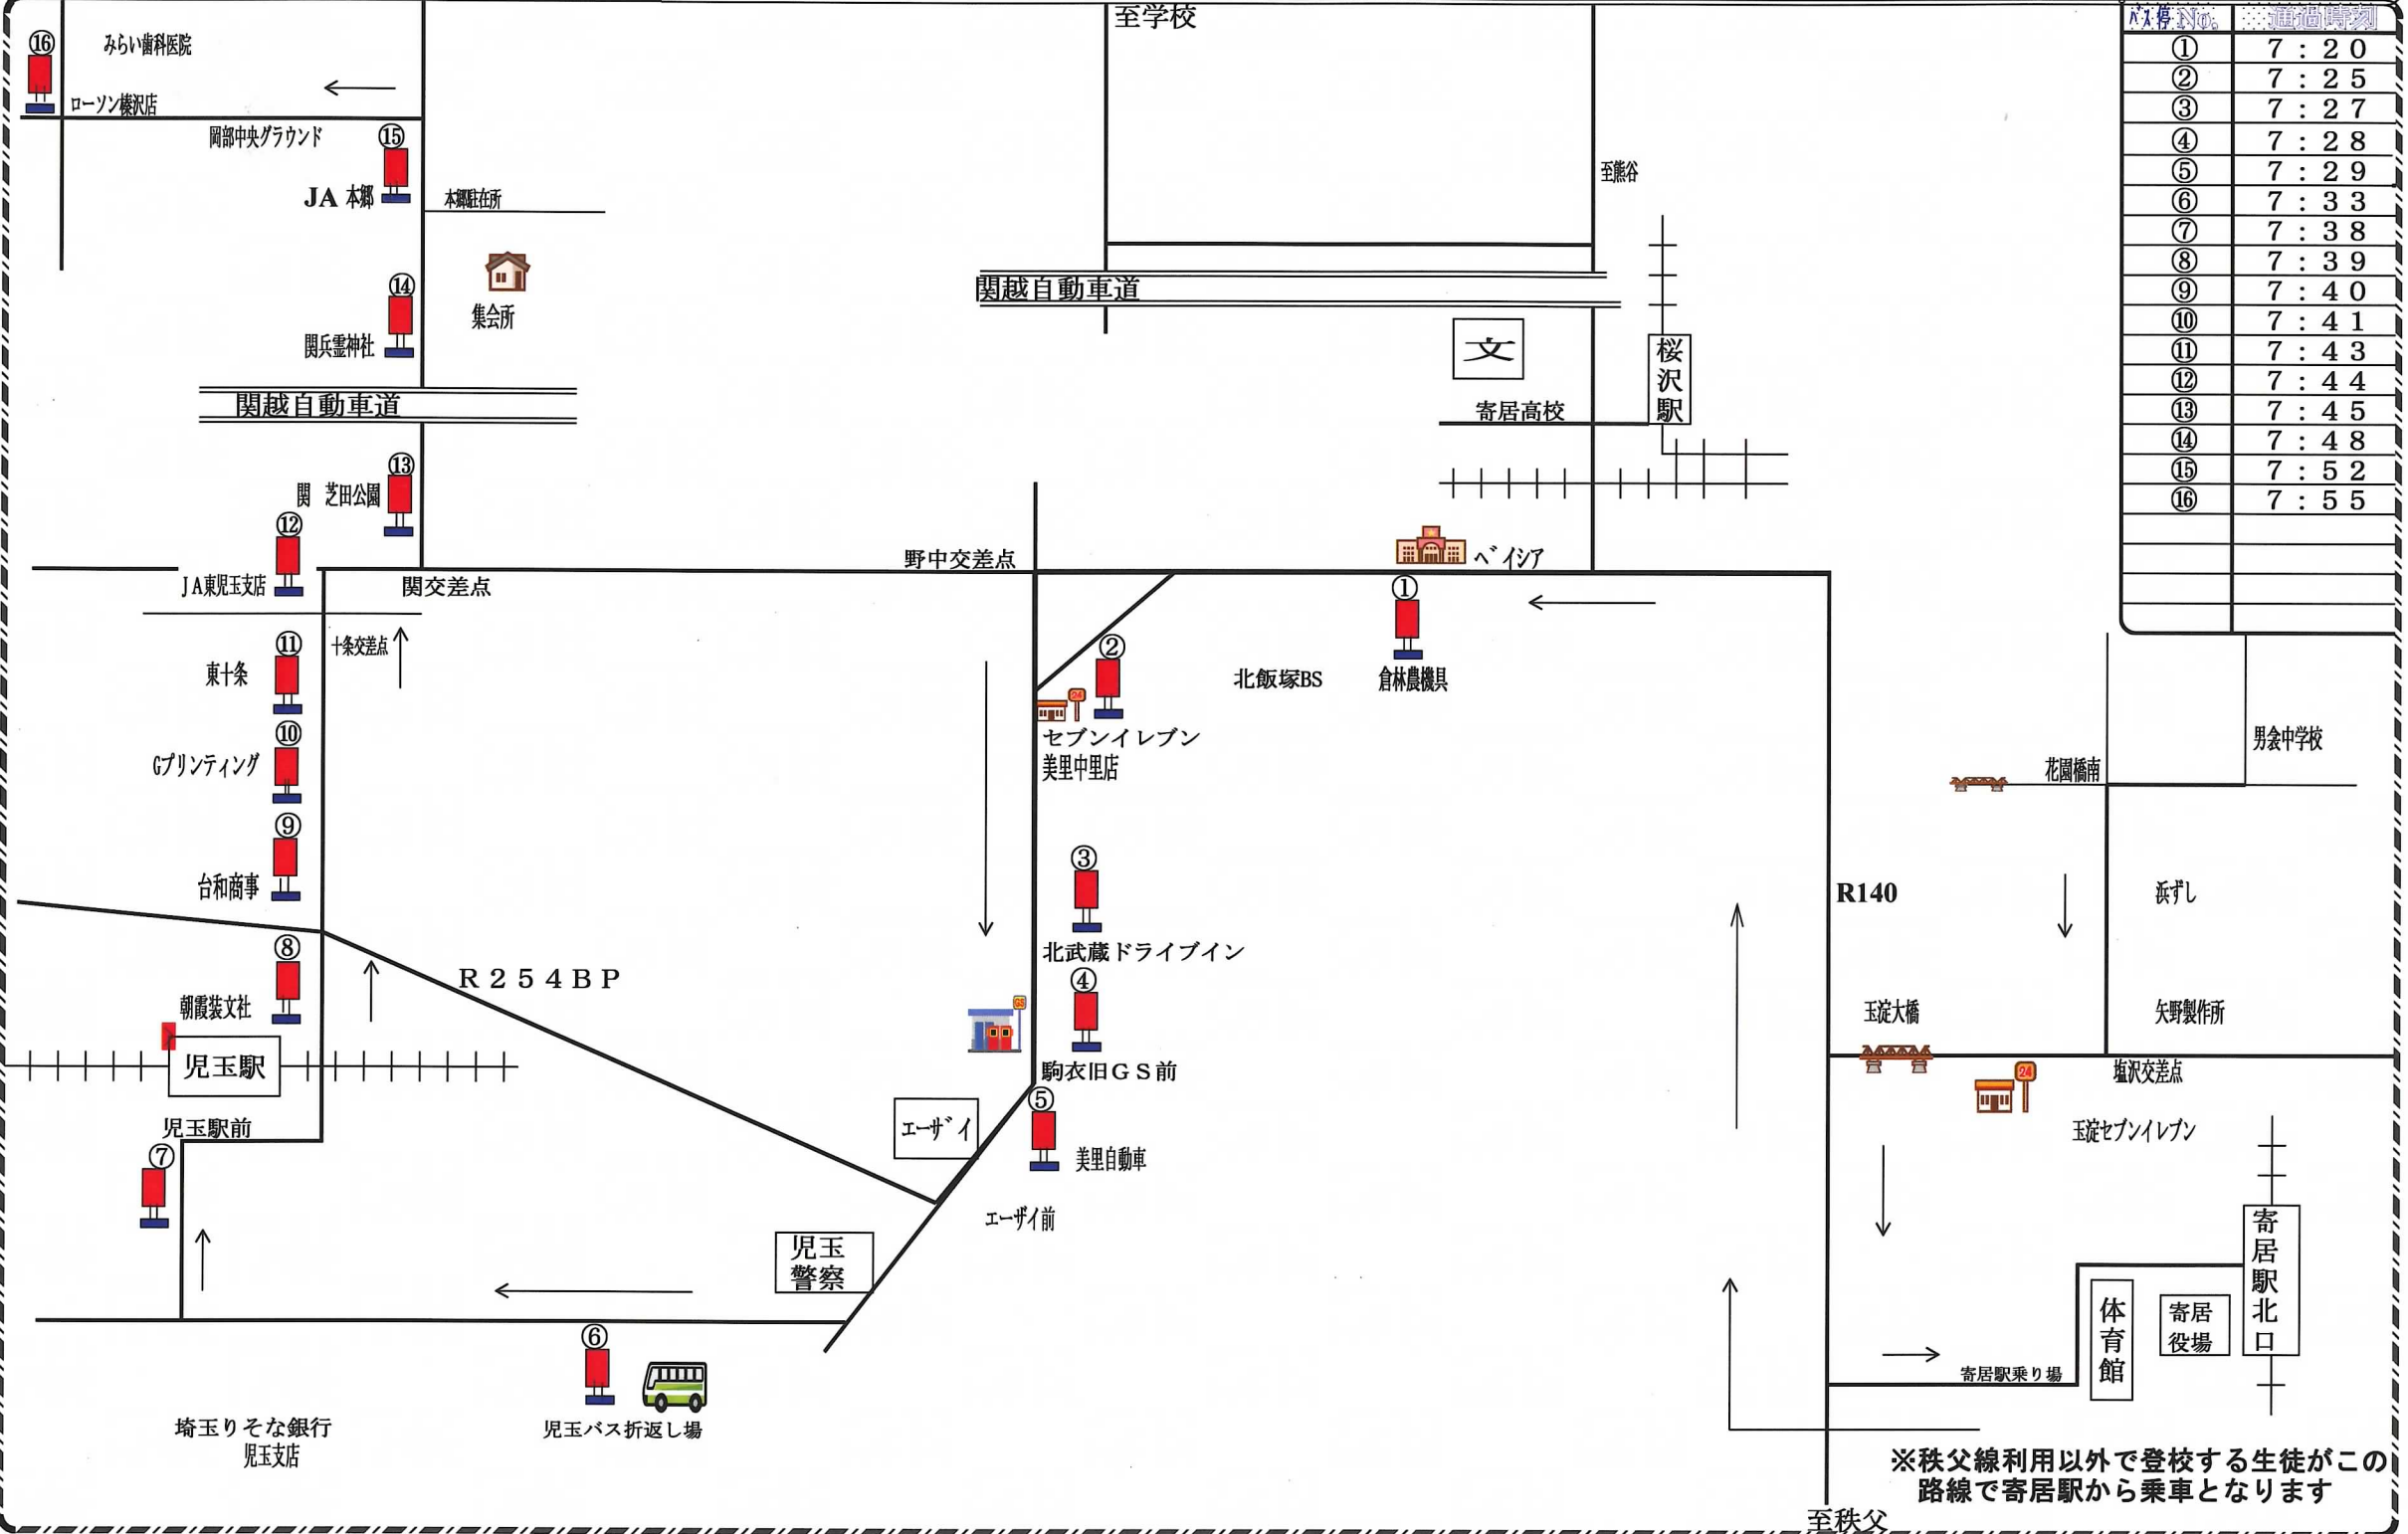 至学校
バス停No. 通過時刻
① 7：20
② 7：25
③ 7：27
④ 7：28
⑤ 7：29
⑥ 7：33
⑦ 7：38
⑧ 7：39
⑨ 7：40
⑩ 7：41
⑪ 7：43
⑫ 7：44
⑬ 7：45
⑭ 7：48
⑮ 7：52
⑯ 7：55
⑯
みらい歯科医院
ローソン榛沢店
岡部中央グラウンド
⑮
JA 本郷
本郷駐在所
至熊谷
⑭
集会所
関兵霊神社
関越自動車道
関越自動車道
文
桜沢駅
寄居高校
⑬
関　芝田公園
⑫
JA東児玉支店
関交差点
野中交差点
ベイシア
①
倉林農機具
北飯塚BS
十条交差点
⑪
東十条
②
24
セブンイレブン
美里中里店
⑩
Gプリンティング
⑨
台和商事
③
北武蔵ドライブイン
R140
花園橋南
男衾中学校
浜ずし
⑧
朝霞装文社
R254BP
④
GS
駒衣旧GS前
玉淀大橋
矢野製作所
児玉駅
児玉駅前
⑦
エーザイ
⑤
美里自動車
エーザイ前
塩沢交差点
24
玉淀セブンイレブン
児玉
警察
寄居駅北口
寄居
役場
体育館
寄居駅乗り場
⑥
児玉バス折返し場
埼玉りそな銀行
児玉支店
※秩父線利用以外で登校する生徒がこの
路線で寄居駅から乗車となります
至秩父